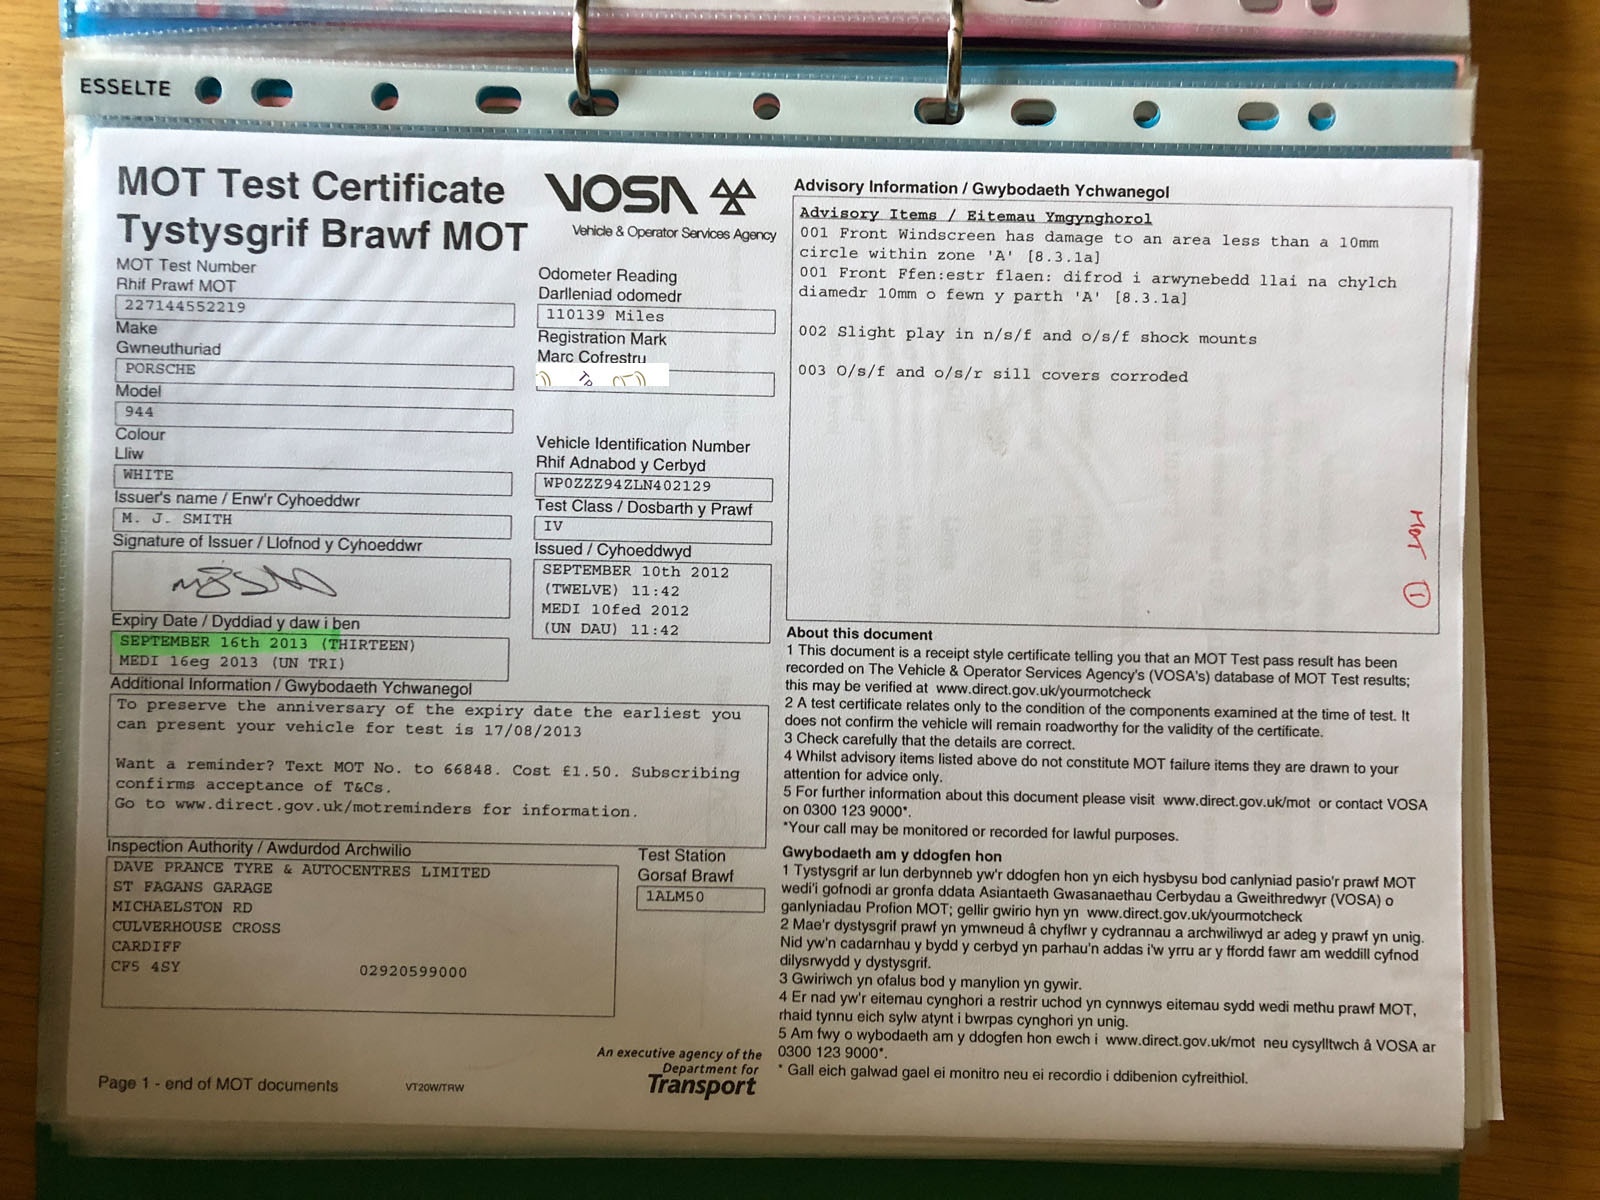 ESSELTE
MOT Test Certificate
Tystysgrif Brawf MOT
VOSA
Vehicle & Operator Services Agency
MOT Test Number
Rhif Prawf MOT
227144552219
Make
Gwneuthuriad
PORSCHE
Model
944
Colour
Lliw
WHITE
Issuer's name / Enw'r Cyhoeddwr
M. J. SMITH
Signature of Issuer / Llofnod y Cyhoeddwr
Expiry Date / Dyddiad y daw i ben
SEPTEMBER 16th 2013 (THIRTEEN)
MEDI 16eg 2013 (UN TRI)
Odometer Reading
Darlleniad odomedr
110139 Miles
Registration Mark
Marc Cofrestru
Vehicle Identification Number
Rhif Adnabod y Cerbyd
WP0ZZZ94ZLN402129
Test Class / Dosbarth y Prawf
IV
Issued / Cyhoeddwyd
SEPTEMBER 10th 2012
(TWELVE) 11:42
MEDI 10fed 2012
(UN DAU) 11:42
Additional Information / Gwybodaeth Ychwanegol
To preserve the anniversary of the expiry date the earliest you
can present your vehicle for test is 17/08/2013
Want a reminder? Text MOT No. to 66848. Cost £1.50. Subscribing
confirms acceptance of T&Cs.
Go to www.direct.gov.uk/motreminders for information.
Inspection Authority / Awdurdod Archwilio
DAVE PRANCE TYRE & AUTOCENTRES LIMITED
ST FAGANS GARAGE
MICHAELSTON RD
CULVERHOUSE CROSS
CARDIFF
CF5 4SY 02920599000
Test Station
Gorsaf Brawf
1ALM50
An executive agency of the
Department for
Transport
Page 1 - end of MOT documents
VT20W/TRW
Advisory Information / Gwybodaeth Ychwanegol
Advisory Items / Eitemau Ymgynghorol
001 Front Windscreen has damage to an area less than a 10mm
circle within zone 'A' [8.3.1a]
001 Front Ffen:estr flaen: difrod i arwynebedd llai na chylch
diamedr 10mm o fewn y parth 'A' [8.3.1a]
002 Slight play in n/s/f and o/s/f shock mounts
003 O/s/f and o/s/r sill covers corroded
MOT 1
About this document
1 This document is a receipt style certificate telling you that an MOT Test pass result has been
recorded on The Vehicle & Operator Services Agency's (VOSA's) database of MOT Test results;
this may be verified at www.direct.gov.uk/yourmotcheck
2 A test certificate relates only to the condition of the components examined at the time of test. It
does not confirm the vehicle will remain roadworthy for the validity of the certificate.
3 Check carefully that the details are correct.
4 Whilst advisory items listed above do not constitute MOT failure items they are drawn to your
attention for advice only.
5 For further information about this document please visit www.direct.gov.uk/mot or contact VOSA
on 0300 123 9000*.
*Your call may be monitored or recorded for lawful purposes.
Gwybodaeth am y ddogfen hon
1 Tystysgrif ar lun derbynneb yw'r ddogfen hon yn eich hysbysu bod canlyniad pasio'r prawf MOT
wedi'i gofnodi ar gronfa ddata Asiantaeth Gwasanaethau Cerbydau a Gweithredwyr (VOSA) o
ganlyniadau Profion MOT; gellir gwirio hyn yn www.direct.gov.uk/yourmotcheck
2 Mae'r dystysgrif prawf yn ymwneud â chyflwr y cydrannau a archwiliwyd ar adeg y prawf yn unig.
Nid yw'n cadarnhau y bydd y cerbyd yn parhau'n addas i'w yrru ar y ffordd fawr am weddill cyfnod
dilysrwydd y dystysgrif.
3 Gwiriwch yn ofalus bod y manylion yn gywir.
4 Er nad yw'r eitemau cynghori a restrir uchod yn cynnwys eitemau sydd wedi methu prawf MOT,
rhaid tynnu eich sylw atynt i bwrpas cynghori yn unig.
5 Am fwy o wybodaeth am y ddogfen hon ewch i www.direct.gov.uk/mot neu cysylltwch â VOSA ar
0300 123 9000*.
* Gall eich galwad gael ei monitro neu ei recordio i ddibenion cyfreithiol.